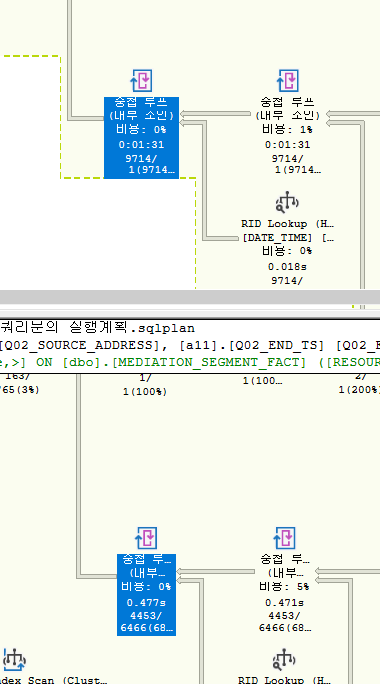 중첩 루프
(내부 조인)
비용: 0%
0:01:31
9714/
1(9714…
중첩 루프
(내부 조인)
비용: 1%
0:01:31
9714/
1(9714…
RID Lookup (H…
[DATE_TIME] […
비용: 0%
0.018s
9714/
쿼리문의 실행계획.sqlplan
[Q02_SOURCE_ADDRESS], [a11].[Q02_END_TS] [Q02_E
e,>] ON [dbo].[MEDIATION_SEGMENT_FACT] ([RESOUR
163/
765(3%)
1/
1(100%)
1(100…
2/
1(200%)
중첩 루…
(내부…
비용: 0%
0.477s
4453/
6466(68…
중첩 루…
(내부…
비용: 5%
0.471s
4453/
6466(68…
ndex Scan (Clust…
RID Lookup (H…